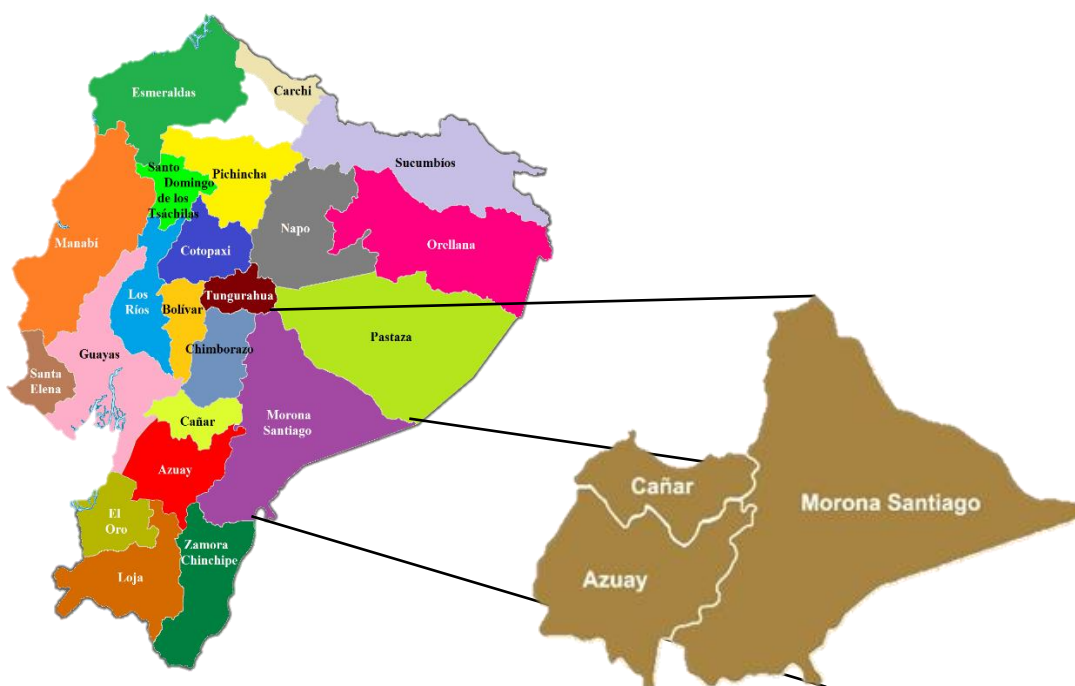 Esmeraldas
Carchi
Sucumbíos
Santo
Domingo
de los
Tsáchilas
Pichincha
Napo
Orellana
Manabí
Cotopaxi
Los
Ríos
Bolívar
Tungurahua
Pastaza
Guayas
Chimborazo
Santa
Elena
Cañar
Morona
Santiago
Azuay
El
Oro
Zamora
Chinchipe
Loja
Cañar
Morona Santiago
Azuay